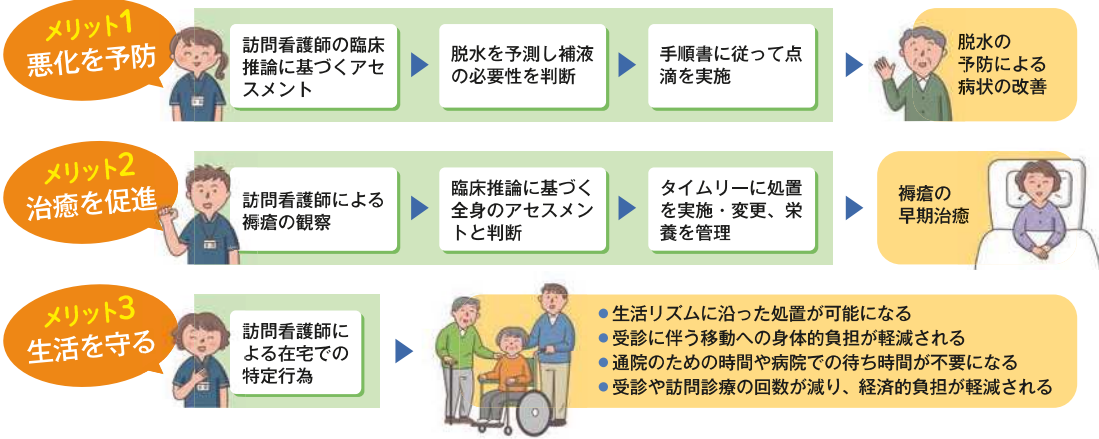 メリット1
悪化を予防
訪問看護師の臨床
推論に基づくアセ
スメント
脱水を予測し補液
の必要性を判断
手順書に従って点
滴を実施
脱水の
予防による
病状の改善
メリット2
治癒を促進
訪問看護師による
褥瘡の観察
臨床推論に基づく
全身のアセスメン
トと判断
タイムリーに処置
を実施・変更、栄
養を管理
褥瘡の
早期治癒
メリット3
生活を守る
訪問看護師に
よる在宅での
特定行為
●生活リズムに沿った処置が可能になる
●受診に伴う移動への身体的負担が軽減される
●通院のための時間や病院での待ち時間が不要になる
●受診や訪問診療の回数が減り、経済的負担が軽減される